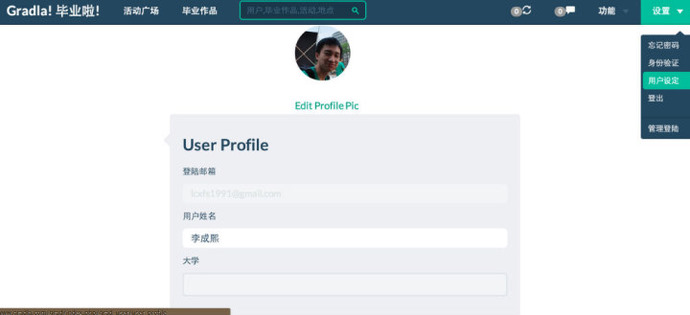 Gradla! 毕业啦!
活动广场
毕业作品
用户,毕业作品,活动,地点
0
0
功能
设置
忘记密码
身份验证
用户设定
登出
管理登陆
Edit Profile Pic
User Profile
登陆邮箱
lcxfs1991@gmail.com
用户姓名
李成熙
大学